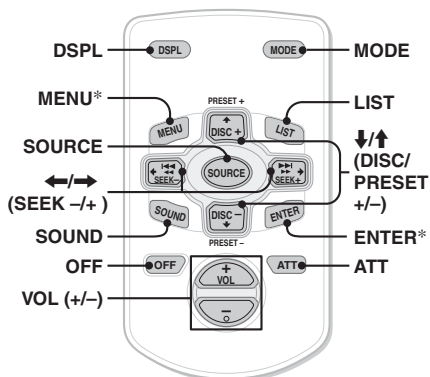 DSPL
DSPL
MODE
MODE
MENU*
MENU
PRESET +
DISC +
LIST
LIST
SOURCE
SOURCE
←/→
(SEEK –/+ )
SEEK–
SEEK+
↓/↑
(DISC/
PRESET
+/–)
SOUND
SOUND
DISC –
PRESET –
ENTER
ENTER*
OFF
OFF
ATT
ATT
VOL (+/–)
+
VOL
–